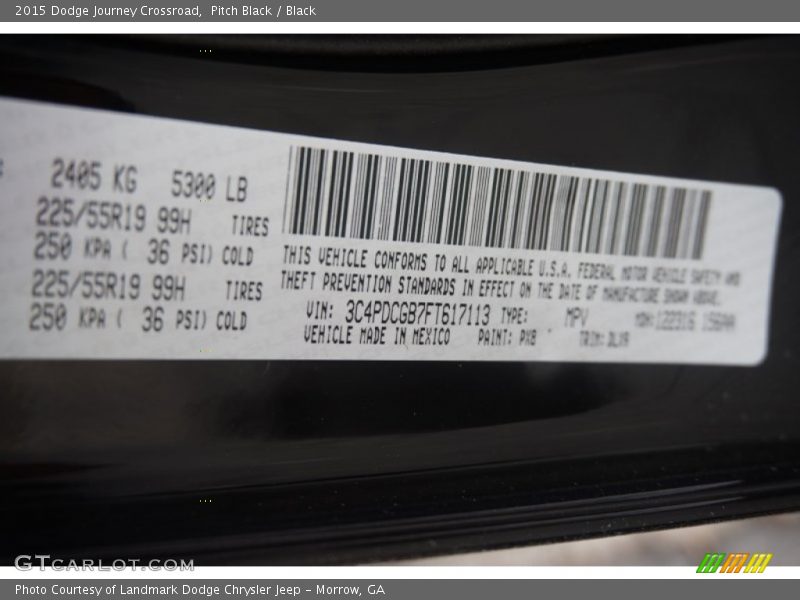 2015 Dodge Journey Crossroad, Pitch Black / Black
2405 KG 5300 LB
225/55R19 99H TIRES
250 KPA ( 36 PSI) COLD
225/55R19 99H TIRES
250 KPA ( 36 PSI) COLD
THIS VEHICLE CONFORMS TO ALL APPLICABLE U.S.A. FEDERAL MOTOR VEHICLE SAFETY AND
THEFT PREVENTION STANDARDS IN EFFECT ON THE DATE OF MANUFACTURE SHOWN ABOVE.
VIN: 3C4PDCGB7FT617113 TYPE: MPV MDH:
VEHICLE MADE IN MEXICO PAINT: PX8 TRIM:
GTCARLOT.COM
Photo Courtesy of Landmark Dodge Chrysler Jeep – Morrow, GA